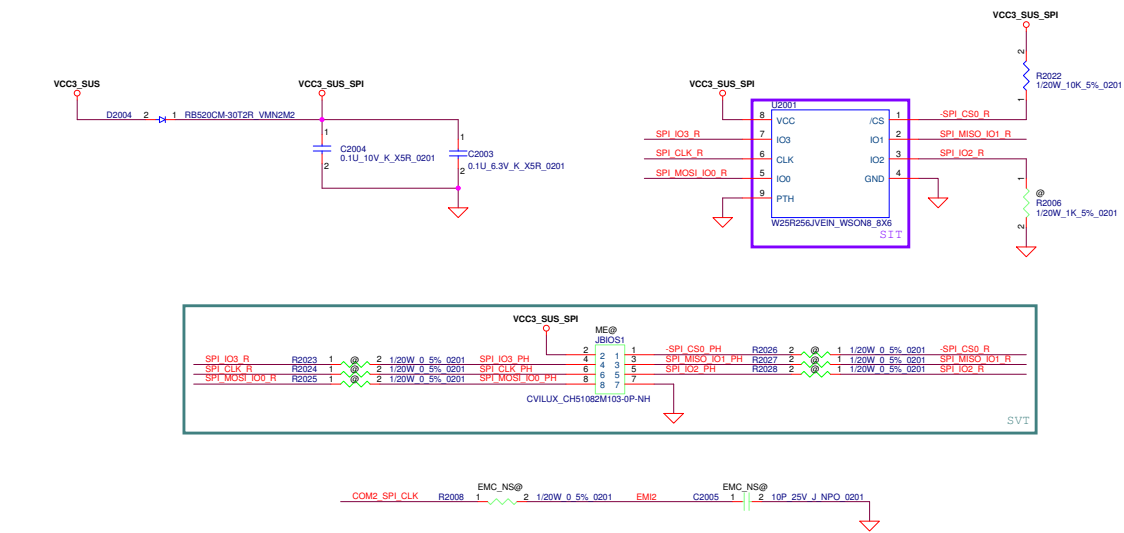 VCC3_SUS_SPI
2
R2022
1/20W_10K_5%_0201
1
VCC3_SUS
VCC3_SUS_SPI
VCC3_SUS_SPI
D2004 2 1 RB520CM-30T2R_VMN2M2
1
C2004
0.1U_10V_K_X5R_0201
2
1
C2003
0.1U_6.3V_K_X5R_0201
2
U2001
8 VCC /CS 1 -SPI_CS0_R
SPI_IO3_R 7 IO3 IO1 2 SPI_MISO_IO1_R
SPI_CLK_R 6 CLK IO2 3 SPI_IO2_R
SPI_MOSI_IO0_R 5 IO0 GND 4
9 PTH
W25R256JVEIN_WSON8_8X6
SIT
1
@
R2006
1/20W_1K_5%_0201
2
VCC3_SUS_SPI
ME@
JBIOS1
2 2 1 1 -SPI_CS0_PH R2026 2 @ 1 1/20W_0_5%_0201 -SPI_CS0_R
SPI_IO3_R R2023 1 @ 2 1/20W_0_5%_0201 SPI_IO3_PH 4 4 3 3 SPI_MISO_IO1_PH R2027 2 @ 1 1/20W_0_5%_0201 SPI_MISO_IO1_R
SPI_CLK_R R2024 1 @ 2 1/20W_0_5%_0201 SPI_CLK_PH 6 6 5 5 SPI_IO2_PH R2028 2 @ 1 1/20W_0_5%_0201 SPI_IO2_R
SPI_MOSI_IO0_R R2025 1 @ 2 1/20W_0_5%_0201 SPI_MOSI_IO0_PH 8 8 7 7
CVILUX_CH51082M103-0P-NH
SVT
EMC_NS@
EMC_NS@
COM2_SPI_CLK R2008 1 2 1/20W_0_5%_0201 EMI2 C2005 1 2 10P_25V_J_NPO_0201